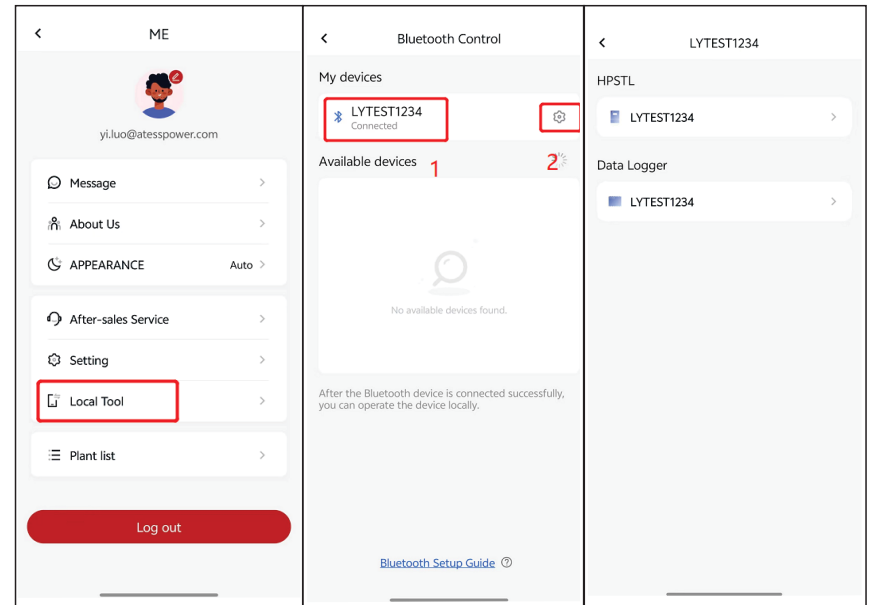 ME
yi.luo@atesspower.com
Message
About Us
APPEARANCE Auto
After-sales Service
Setting
Local Tool
Plant list
Log out
Bluetooth Control
My devices
LYTEST1234
Connected
Available devices
1
2
No available devices found.
After the Bluetooth device is connected successfully,
you can operate the device locally.
Bluetooth Setup Guide
LYTEST1234
HPSTL
LYTEST1234
Data Logger
LYTEST1234